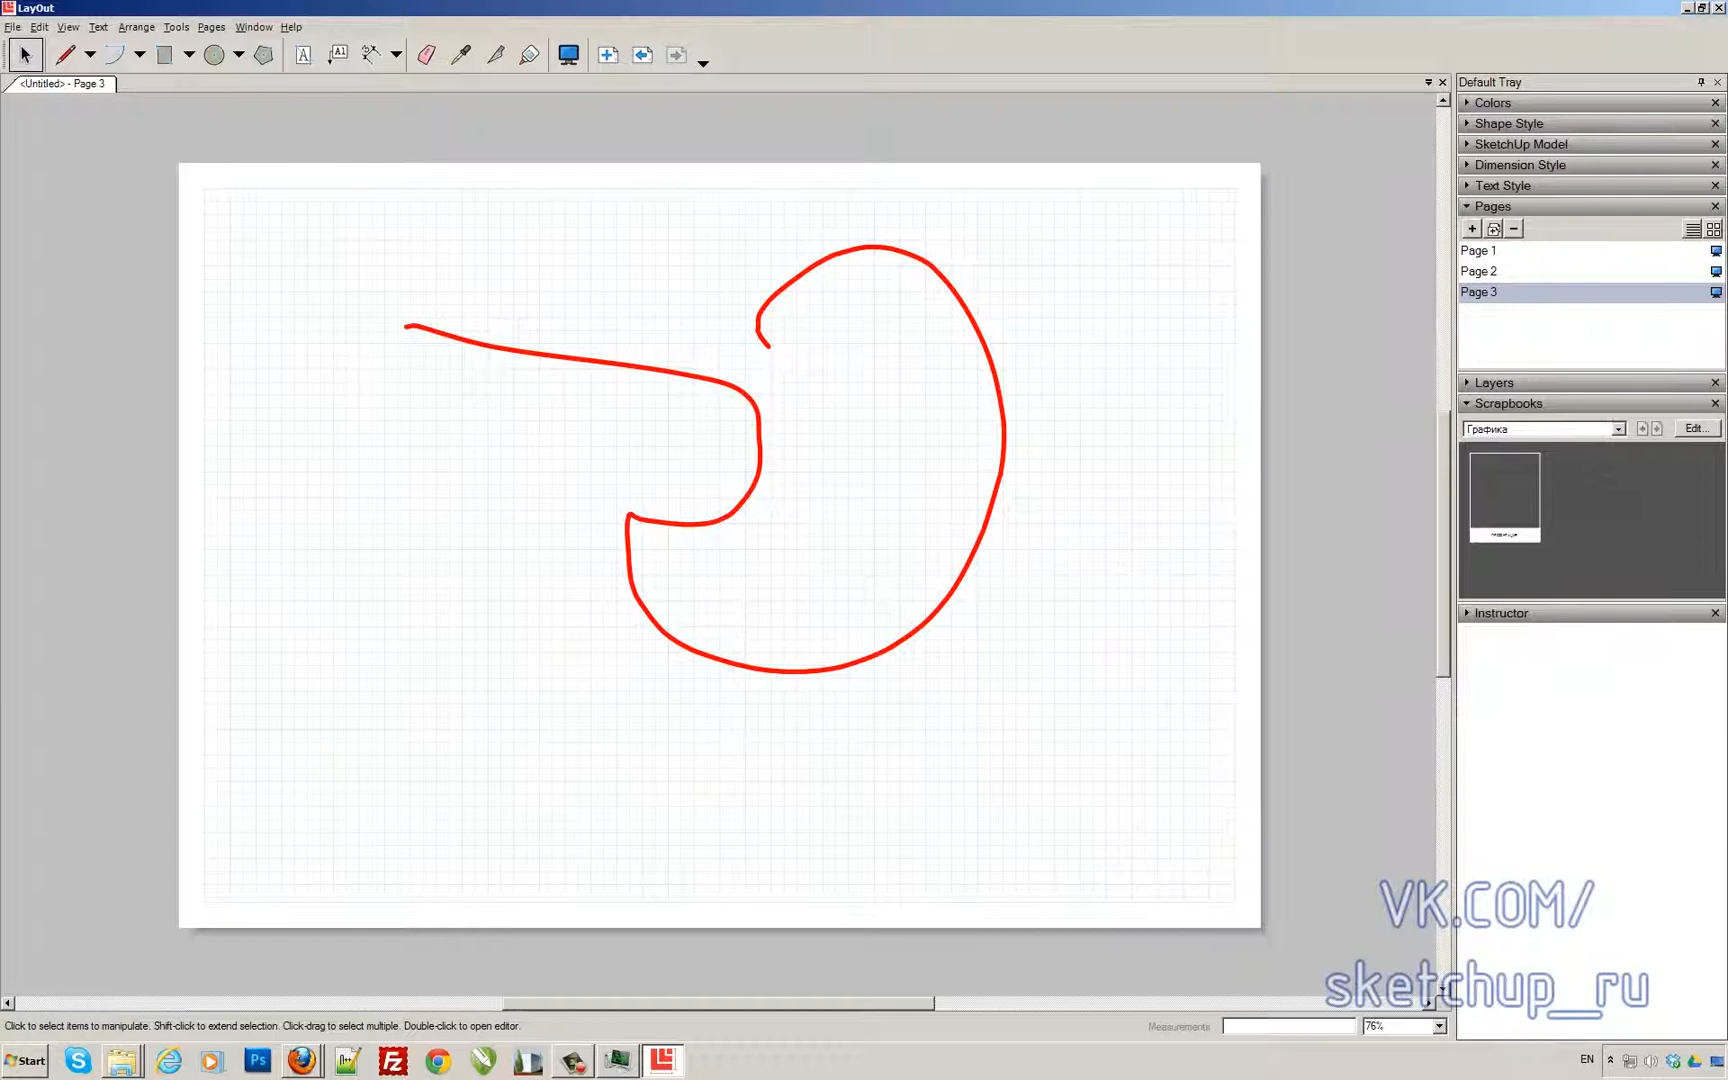 LayOut
File Edit View Text Arrange Tools Pages Window Help
<Untitled> - Page 3
Default Tray
Colors
Shape Style
SketchUp Model
Dimension Style
Text Style
Pages
Page 1
Page 2
Page 3
Layers
Scrapbooks
Графика
Edit...
Instructor
VK.COM/
sketchup_ru
Click to select items to manipulate. Shift-click to extend selection. Click-drag to select multiple. Double-click to open editor.
Measurements
76%
Start
EN